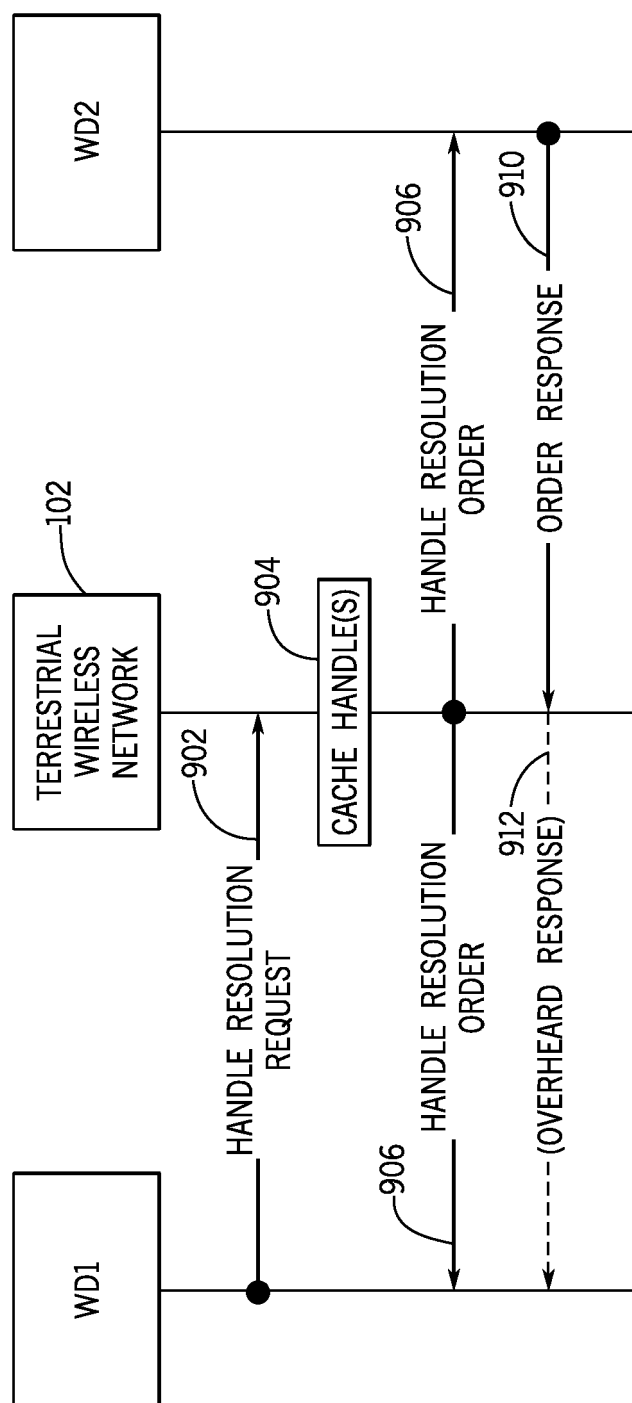 WD1
TERRESTRIAL
WIRELESS
NETWORK
102
WD2
HANDLE RESOLUTION
REQUEST
902
904
CACHE HANDLE(S)
906
HANDLE RESOLUTION
ORDER
HANDLE RESOLUTION
ORDER
906
(OVERHEARD RESPONSE)
912
ORDER RESPONSE
910